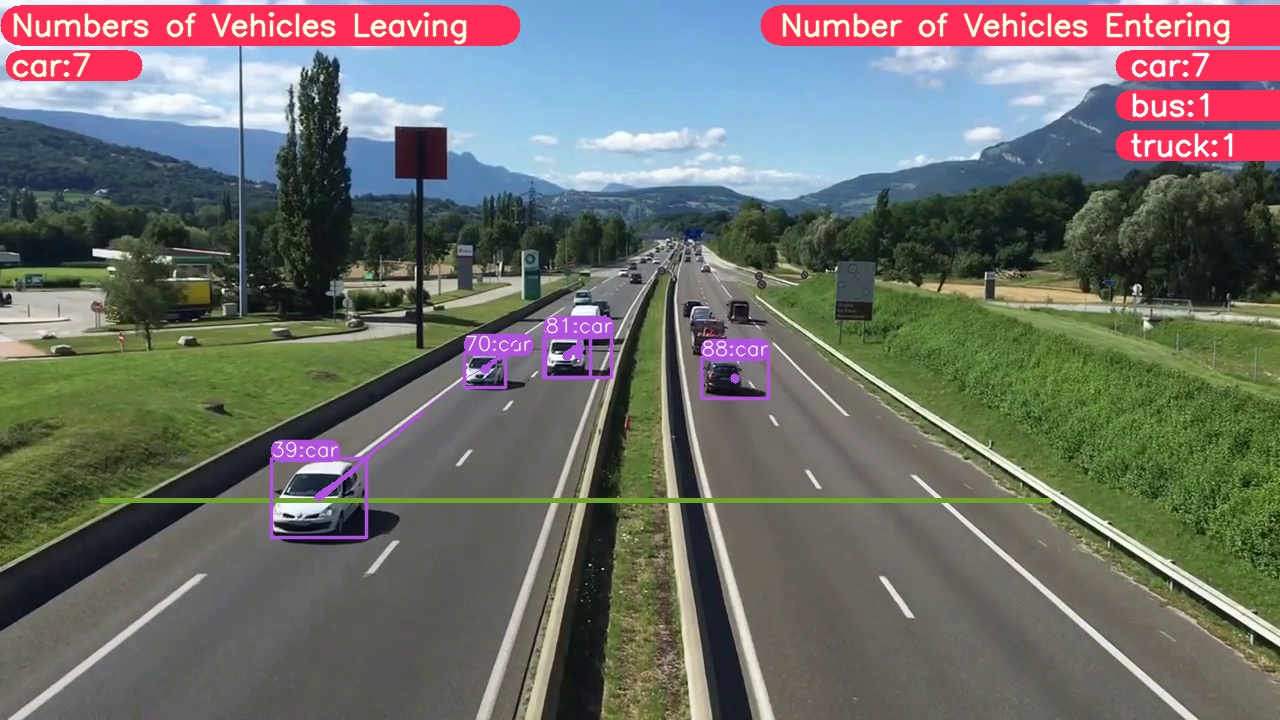 Numbers of Vehicles Leaving
car:7
Number of Vehicles Entering
car:7
bus:1
truck:1
81:car
70:car
88:car
39:car